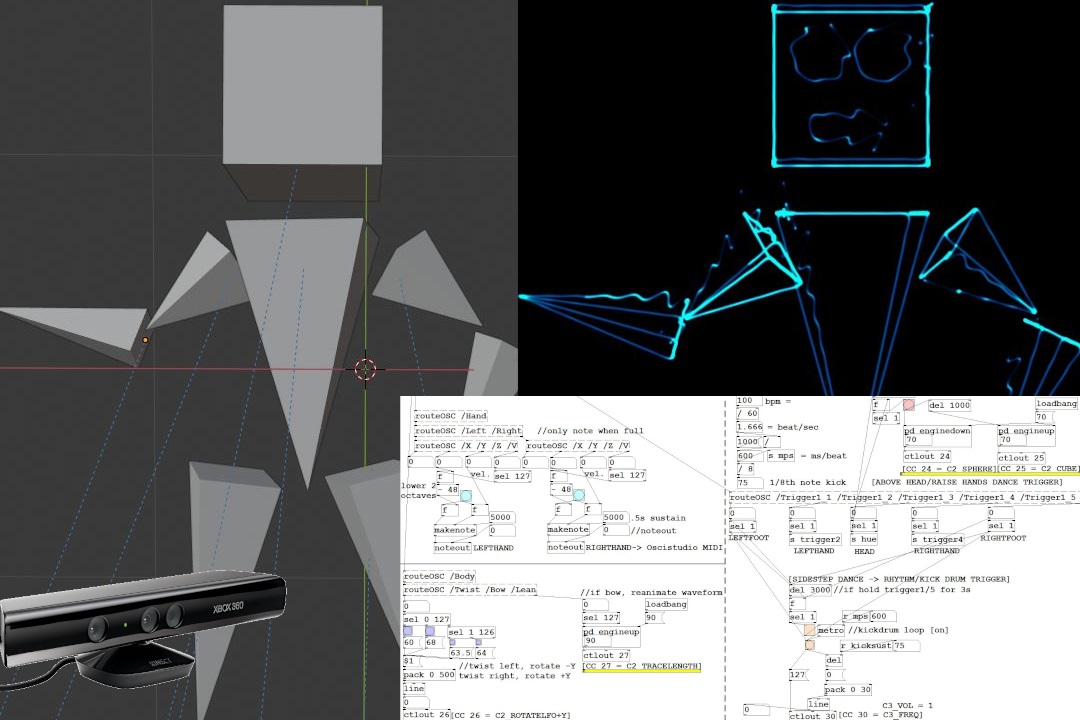 XBOX 360
KINECT
routeOSC /Hand
routeOSC /Left /Right //only note when full
routeOSC /X /Y /Z /V routeOSC /X /Y /Z /V
0 0 0 0 0 0 0 0
f vel. sel 127 f vel. sel 127
lower 2
octaves
- 48 - 48
f f f f
5000 5000 .5s sustain
makenote 0 makenote 0 //noteout
noteout LEFTHAND noteout RIGHTHAND-> Oscistudio MIDI
routeOSC /Body
routeOSC /Twist /Bow /Lean
0
sel 0 127
sel 1 126
60 68 63.5 64
$1
//twist left, rotate -Y
pack 0 500 twist right, rotate +Y
line
0
ctlout 26 [CC 26 = C2 ROTATELFO+Y]
//if bow, reanimate waveform
0 loadbang
sel 127 90
pd engineup
90
ctlout 27
[CC 27 = C2 TRACELENGTH]
100 bpm =
/ 60
1.666 = beat/sec
1000 /
600 s mps = ms/beat
/ 8
75 1/8th note kick
f del 1000 loadbang
sel 1 70
pd enginedown pd engineup
70 70
ctlout 24 ctlout 25
[CC 24 = C2 SPHERE] [CC 25 = C2 CUBE]
[ABOVE HEAD/RAISE HANDS DANCE TRIGGER]
routeOSC /Trigger1_1 /Trigger1_2 /Trigger1_3 /Trigger1_4 /Trigger1_5
0 0 0 0 0
sel 1 sel 1 sel 1 sel 1 sel 1
LEFTFOOT s trigger2 s hue s trigger4 RIGHTFOOT
LEFTHAND HEAD RIGHTHAND
[SIDESTEP DANCE -> RHYTHM/KICK DRUM TRIGGER]
del 3000 //if hold trigger1/5 for 3s
f
sel 1 r mps 600
metro //kickdrum loop [on]
r kicksust 75
del
127 0
pack 0 30
line
0 C3_VOL = 1
ctlout 30 [CC 30 = C3_FREQ]